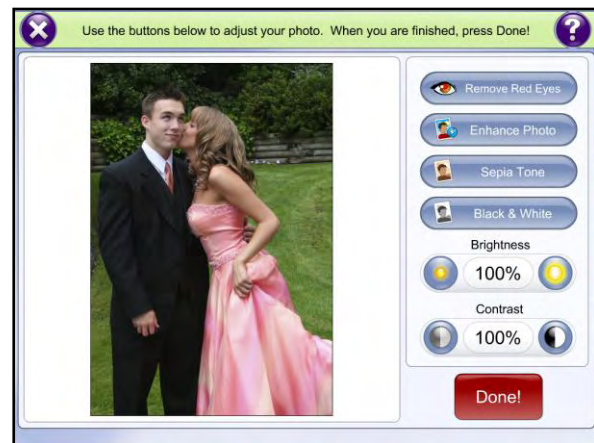 Use the buttons below to adjust your photo.  When you are finished, press Done!
?
Remove Red Eyes
Enhance Photo
Sepia Tone
Black & White
Brightness
100%
Contrast
100%
Done!